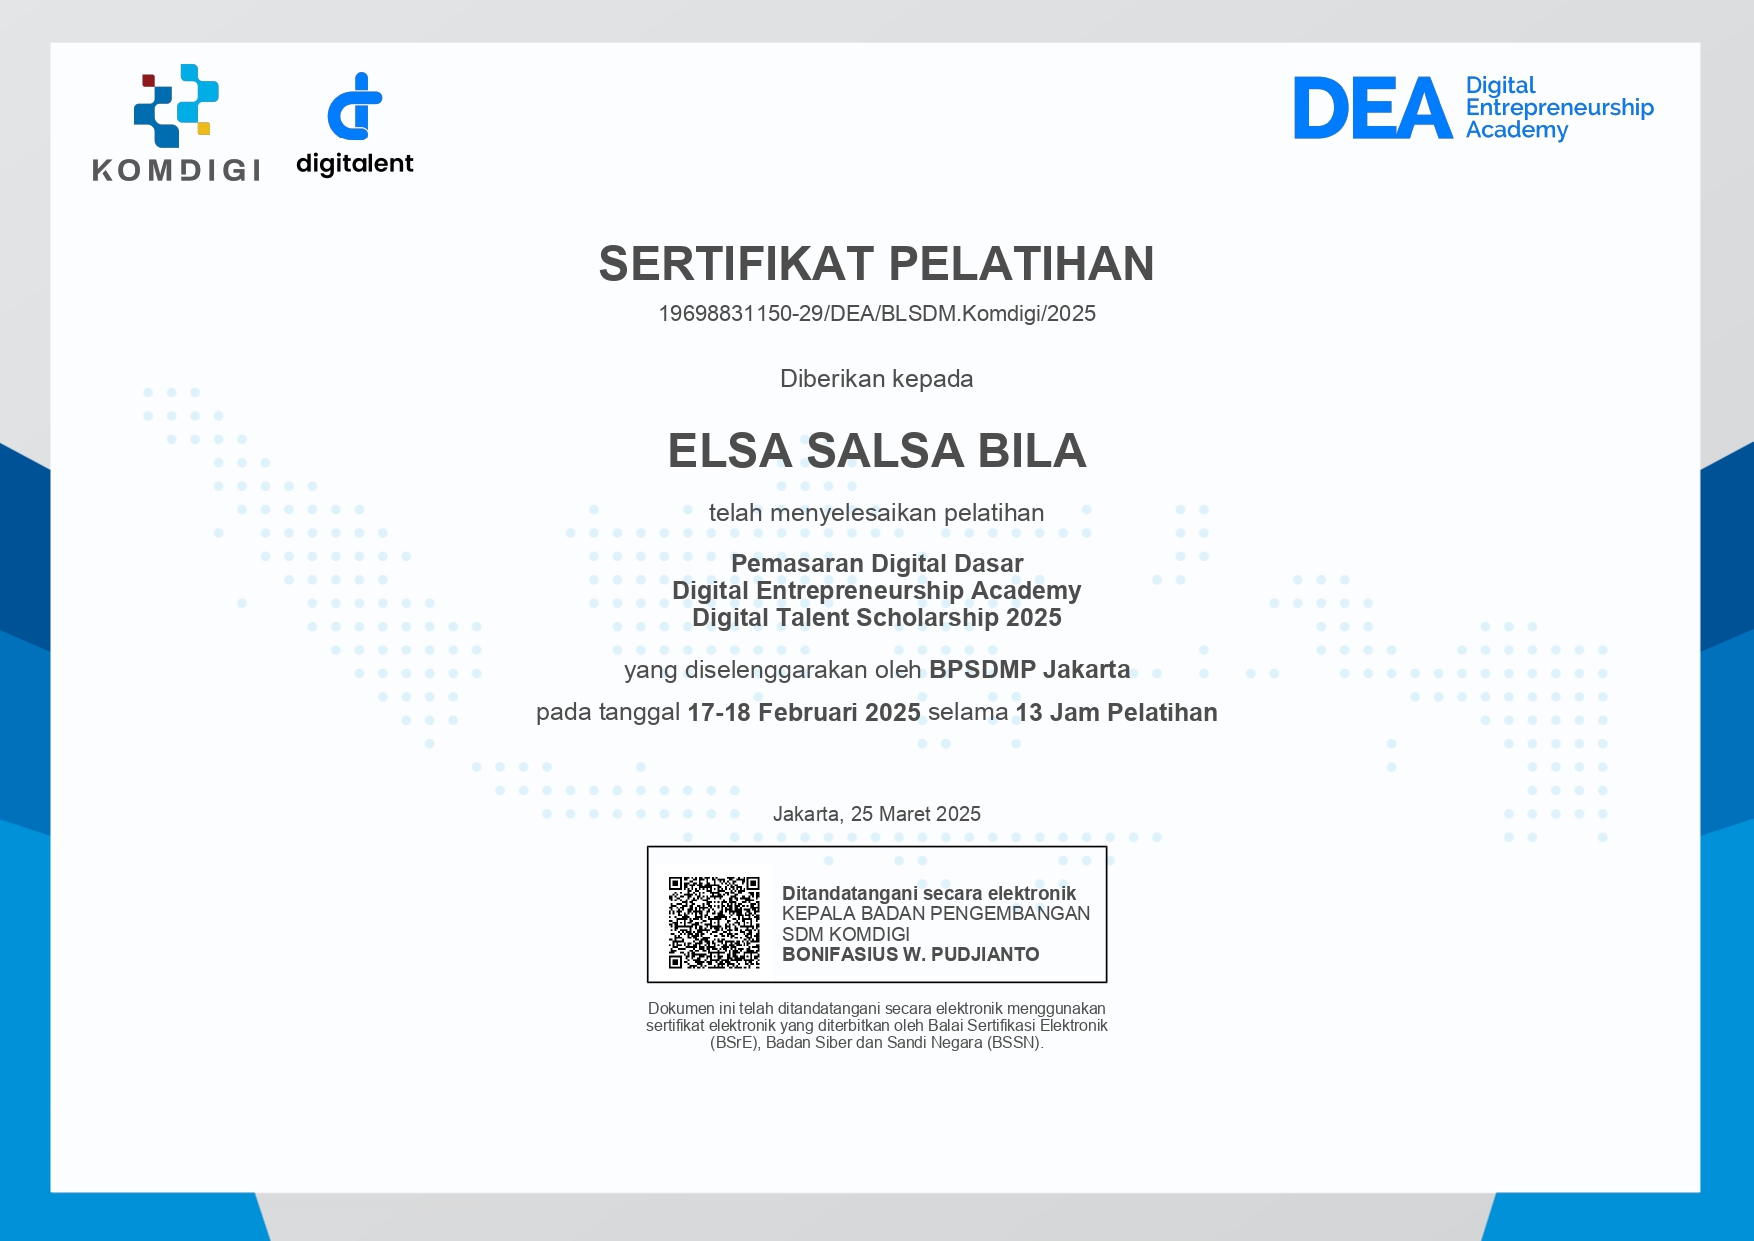 KOMDIGI
digitalent
DEA
Digital
Entrepreneurship
Academy
SERTIFIKAT PELATIHAN
19698831150-29/DEA/BLSDM.Komdigi/2025
Diberikan kepada
ELSA SALSA BILA
telah menyelesaikan pelatihan
Pemasaran Digital Dasar
Digital Entrepreneurship Academy
Digital Talent Scholarship 2025
yang diselenggarakan oleh BPSDMP Jakarta
pada tanggal 17-18 Februari 2025 selama 13 Jam Pelatihan
Jakarta, 25 Maret 2025
Ditandatangani secara elektronik
KEPALA BADAN PENGEMBANGAN
SDM KOMDIGI
BONIFASIUS W. PUDJIANTO
Dokumen ini telah ditandatangani secara elektronik menggunakan
sertifikat elektronik yang diterbitkan oleh Balai Sertifikasi Elektronik
(BSrE), Badan Siber dan Sandi Negara (BSSN).